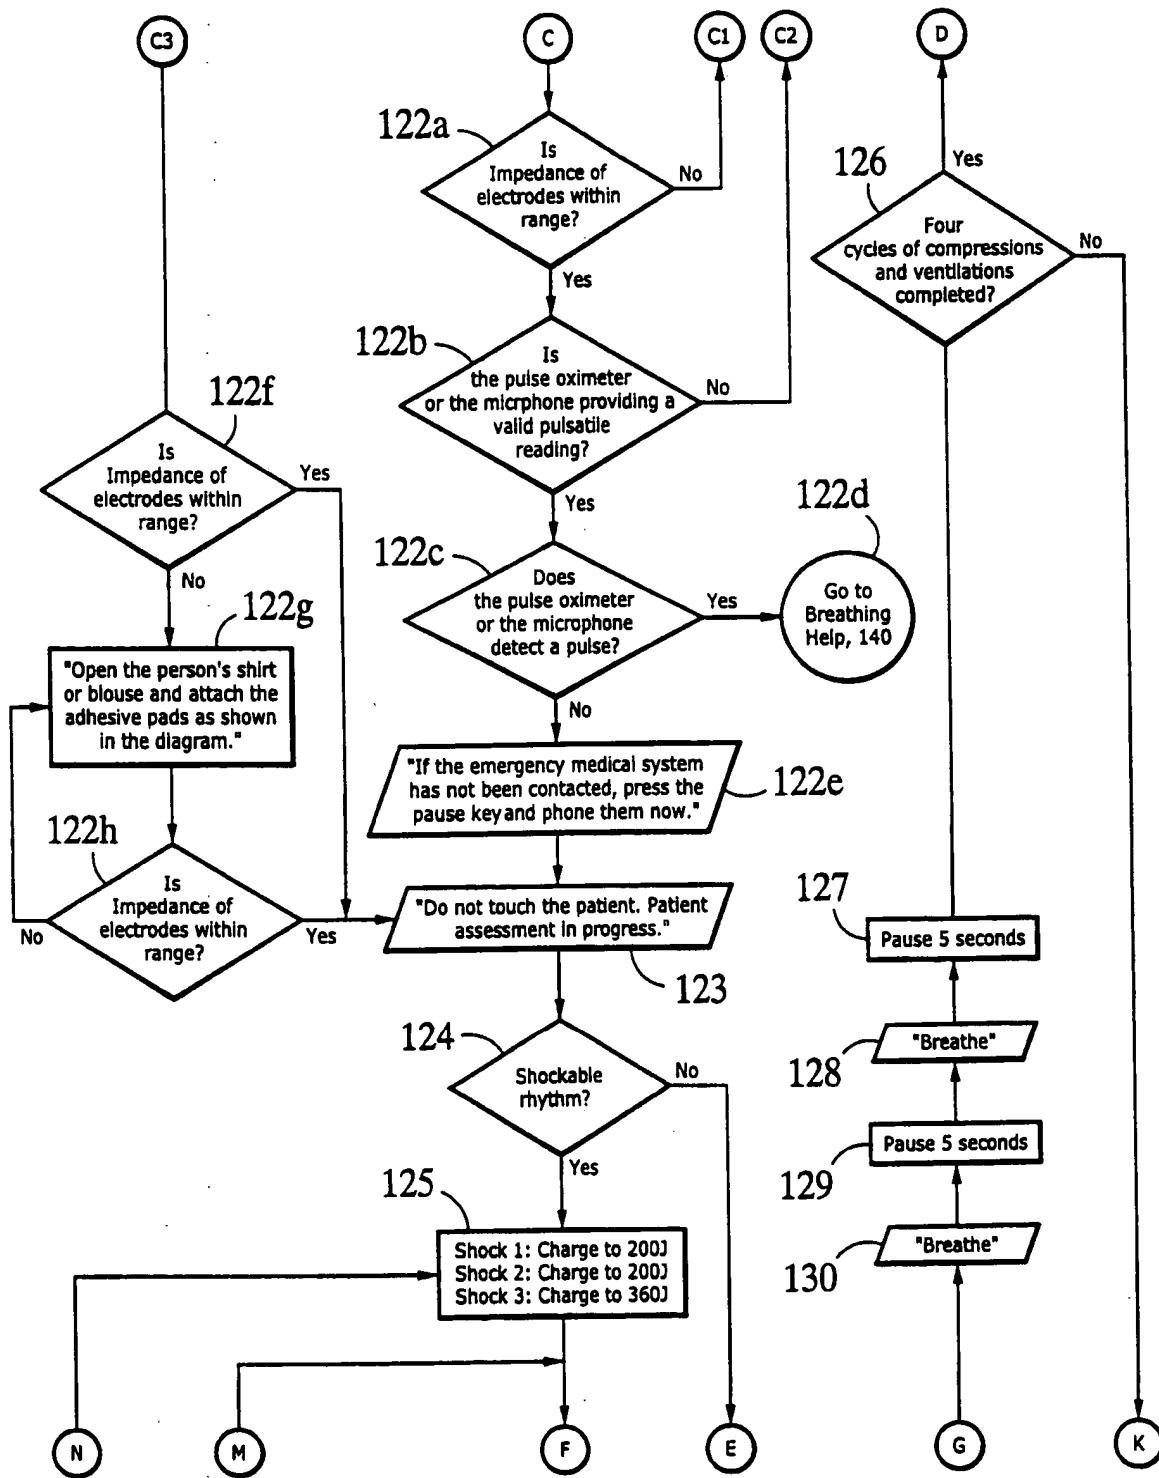 C3
C
C1
C2
D
122a
Is
Impedance of
electrodes within
range?
No
Yes
126
Yes
Four
cycles of compressions
and ventilations
completed?
No
122b
Is
the pulse oximeter
or the micrphone providing a
valid pulsatile
reading?
No
Yes
122f
Is
Impedance of
electrodes within
range?
Yes
No
122c
Does
the pulse oximeter
or the microphone
detect a pulse?
Yes
No
122d
Go to
Breathing
Help, 140
122g
"Open the person's shirt
or blouse and attach the
adhesive pads as shown
in the diagram."
"If the emergency medical system
has not been contacted, press the
pause key and phone them now."
122e
122h
Is
Impedance of
electrodes within
range?
No
Yes
"Do not touch the patient. Patient
assessment in progress."
123
127
Pause 5 seconds
"Breathe"
128
Pause 5 seconds
129
"Breathe"
130
124
Shockable
rhythm?
No
Yes
125
Shock 1: Charge to 200J
Shock 2: Charge to 200J
Shock 3: Charge to 360J
N
M
F
E
G
K